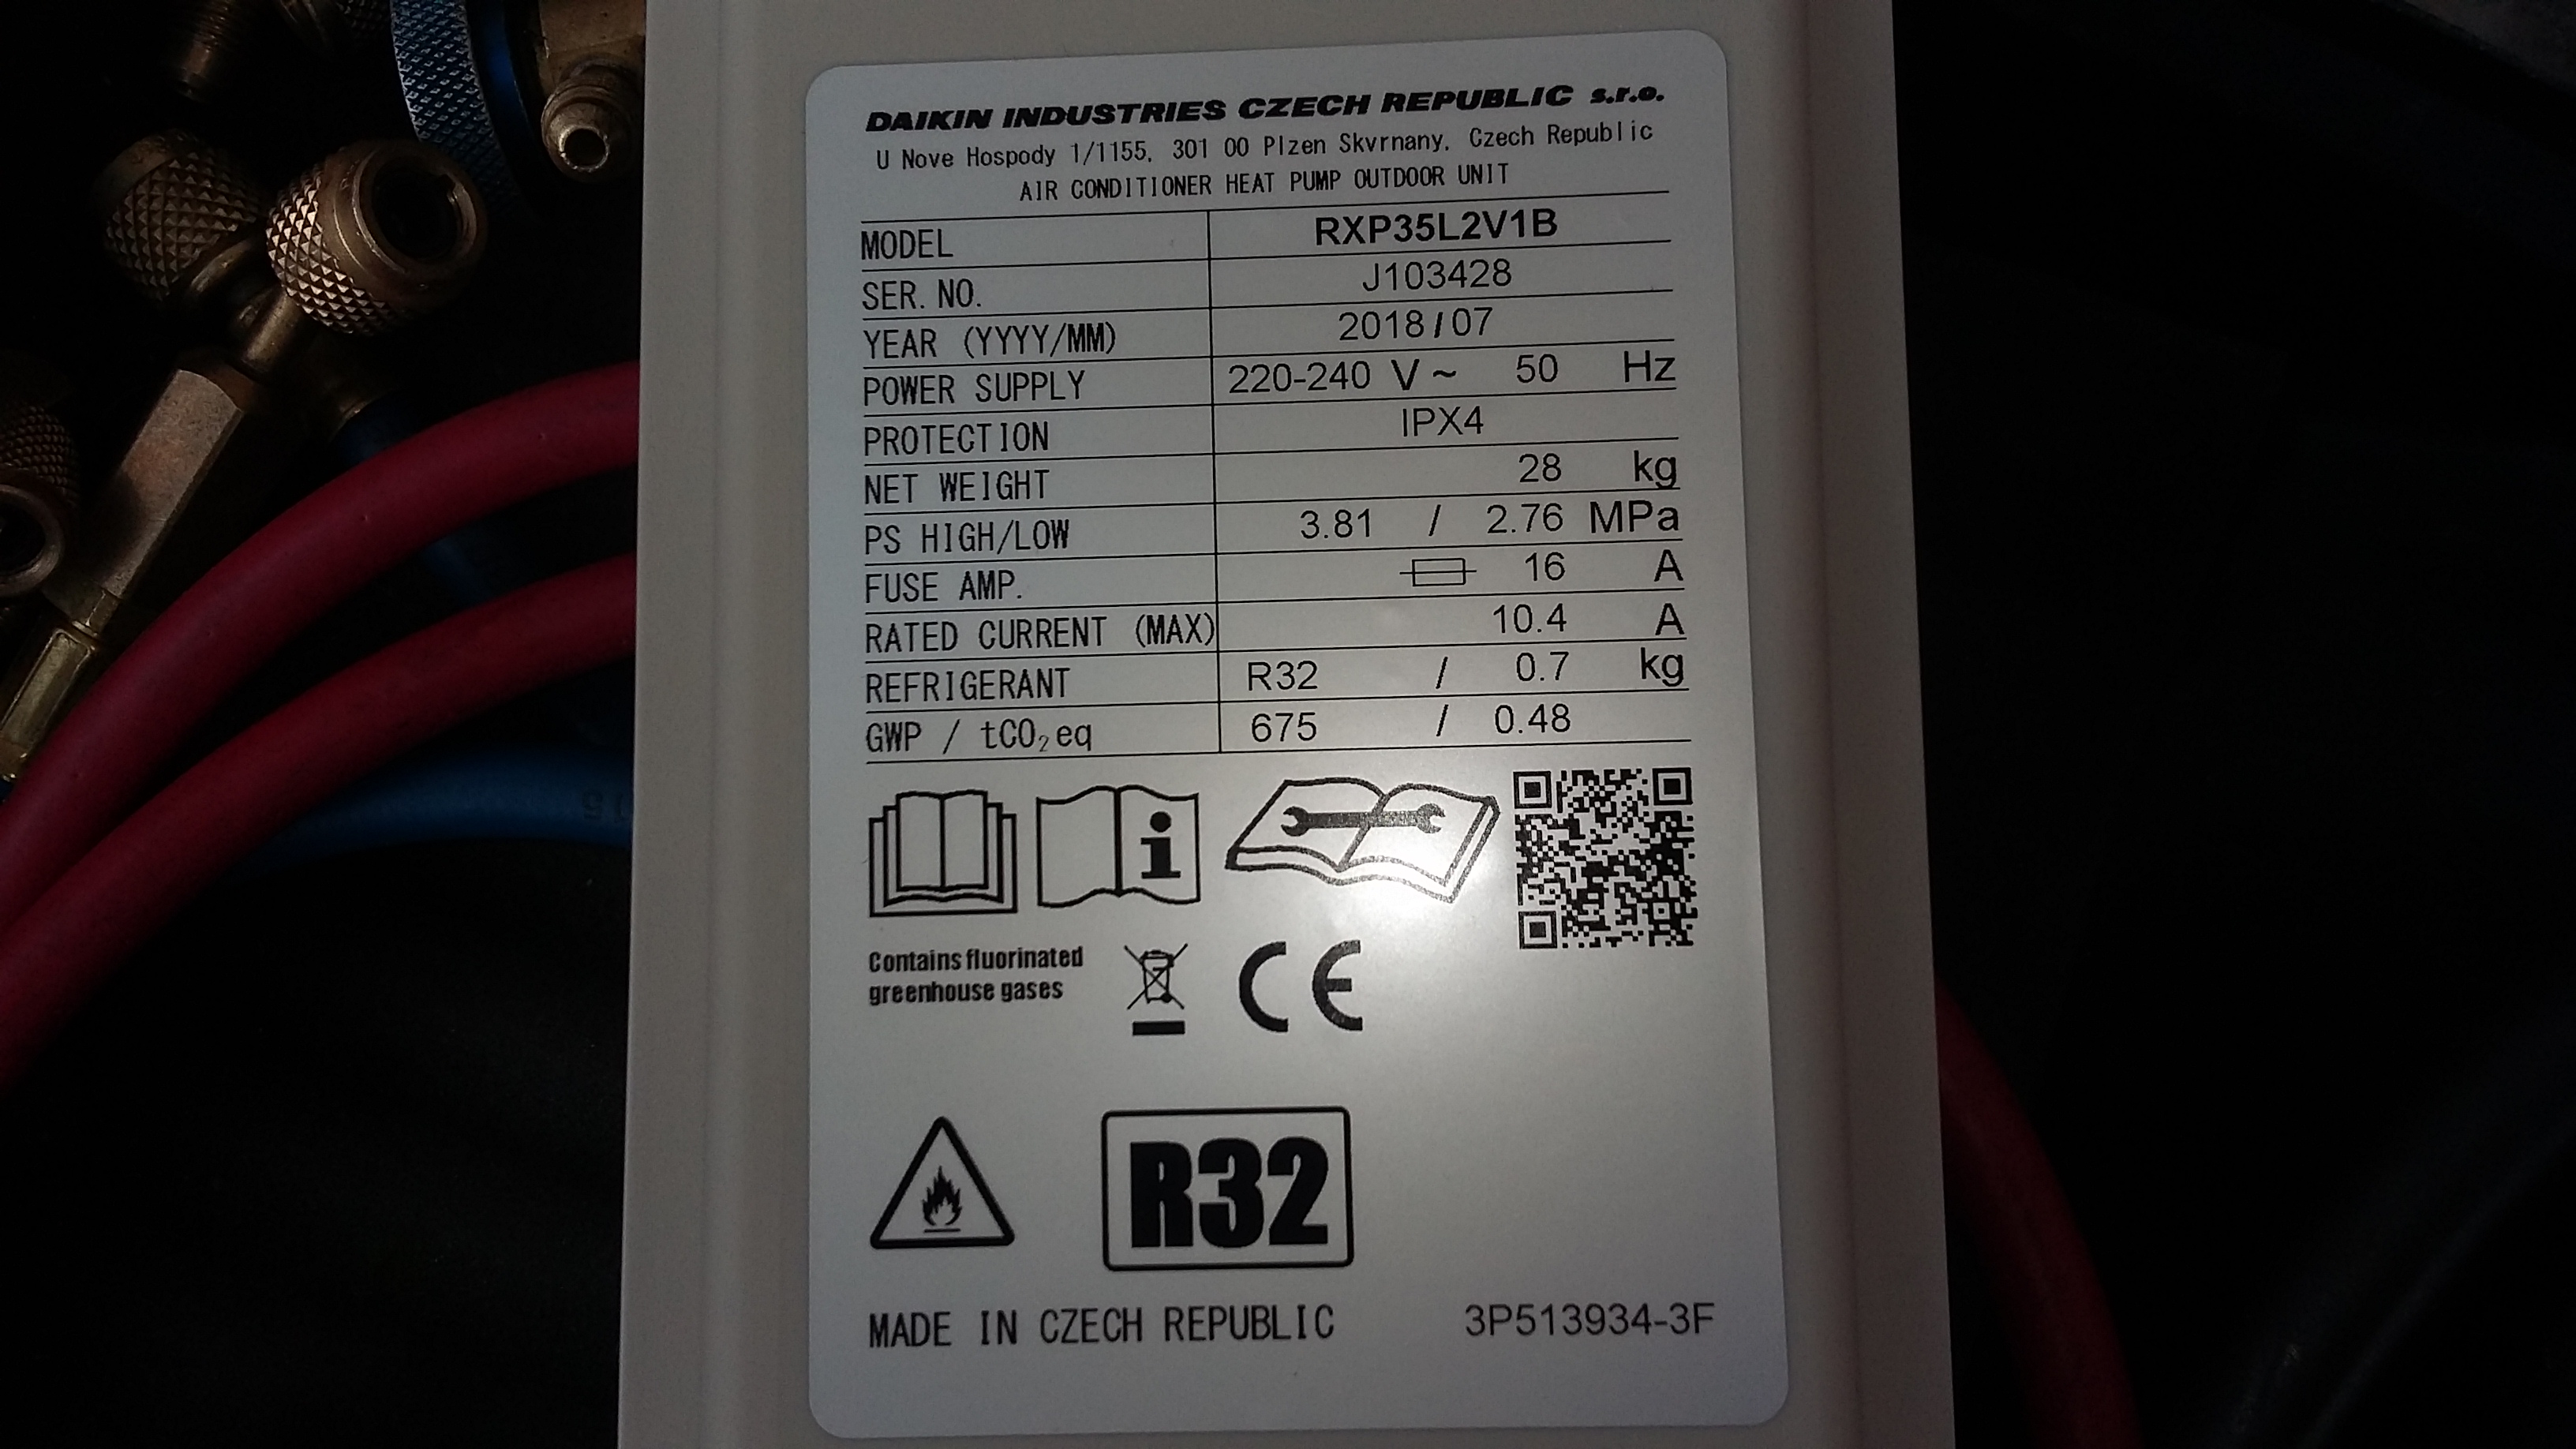 DAIKIN INDUSTRIES CZECH REPUBLIC s.r.o.
U Nove Hospody 1/1155, 301 00 Plzen Skvrnany, Czech Republic
AIR CONDITIONER HEAT PUMP OUTDOOR UNIT
MODEL RXP35L2V1B
SER. NO. J103428
YEAR (YYYY/MM) 2018/07
POWER SUPPLY 220-240 V ~ 50 Hz
PROTECTION IPX4
NET WEIGHT 28 kg
PS HIGH/LOW 3.81 / 2.76 MPa
FUSE AMP. 16 A
RATED CURRENT (MAX) 10.4 A
REFRIGERANT R32 / 0.7 kg
GWP / tCO₂eq 675 / 0.48
i
Contains fluorinated
greenhouse gases
CE
R32
MADE IN CZECH REPUBLIC 3P513934-3F